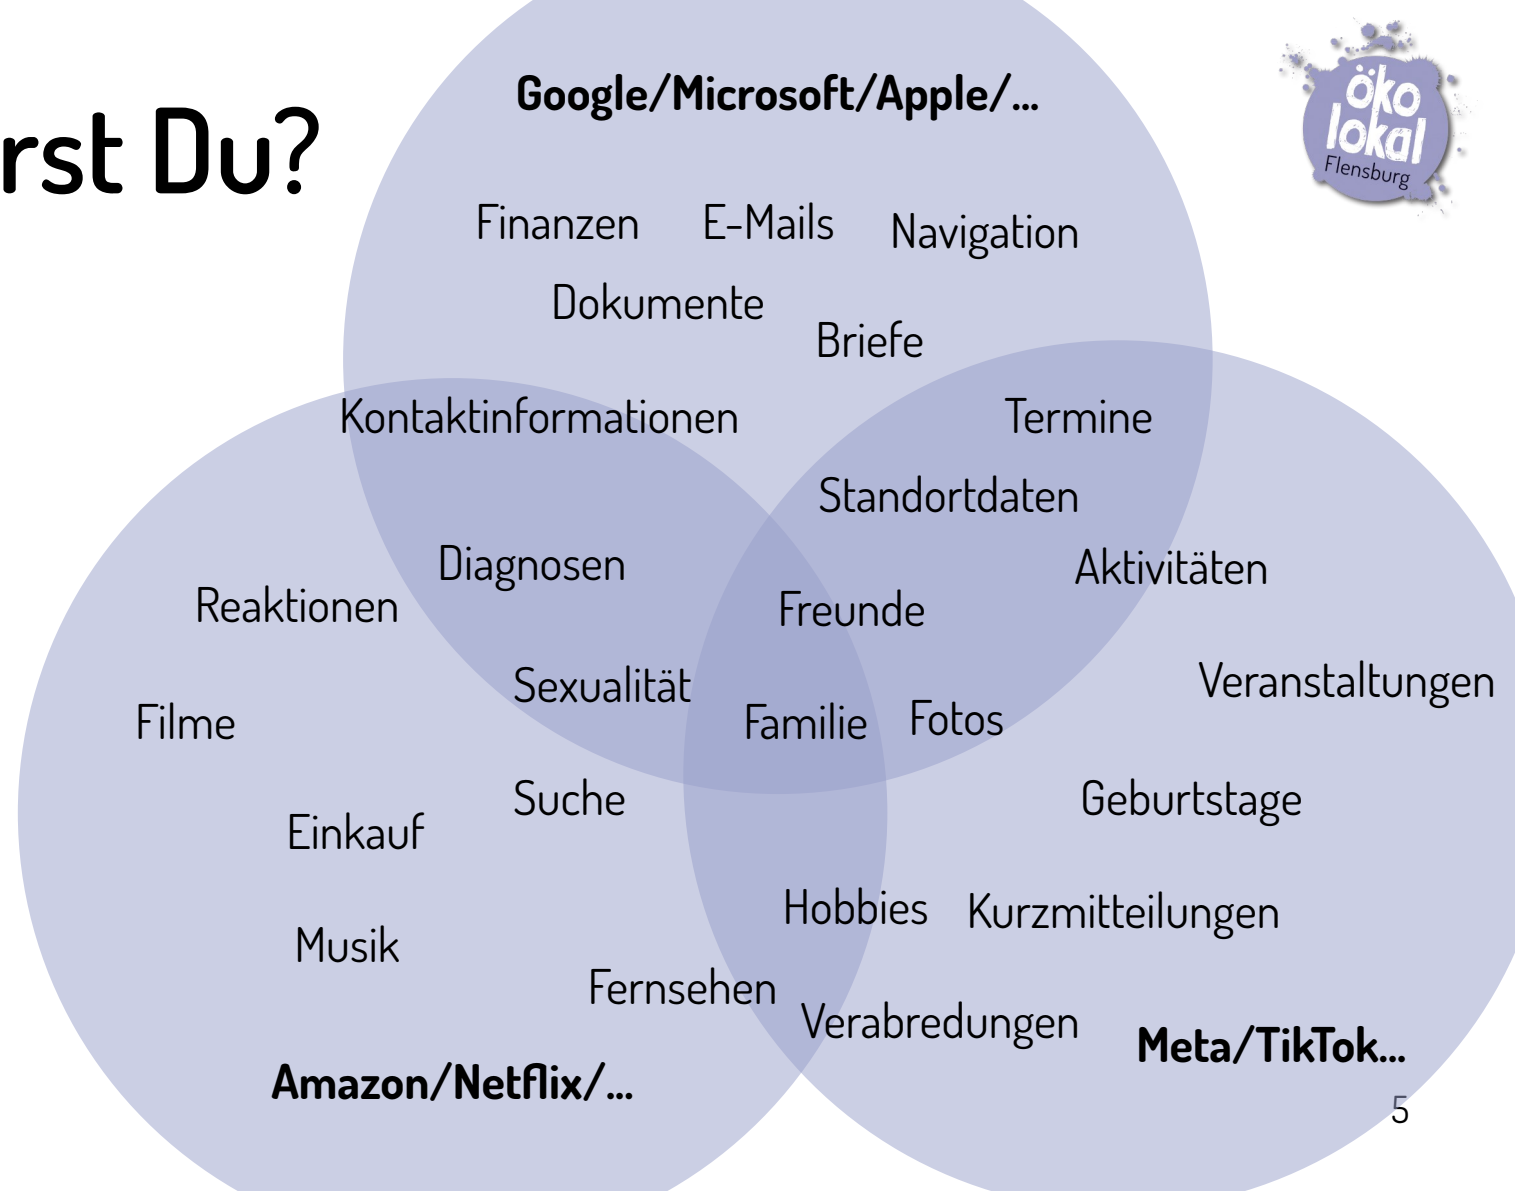 Google/Microsoft/Apple/...
rst Du?
öko
lokal
Flensburg
Finanzen
E-Mails
Navigation
Dokumente
Briefe
Kontaktinformationen
Termine
Standortdaten
Diagnosen
Aktivitäten
Reaktionen
Freunde
Sexualität
Veranstaltungen
Filme
Familie
Fotos
Suche
Geburtstage
Einkauf
Hobbies
Kurzmitteilungen
Musik
Fernsehen
Verabredungen
Meta/TikTok...
Amazon/Netflix/...
5